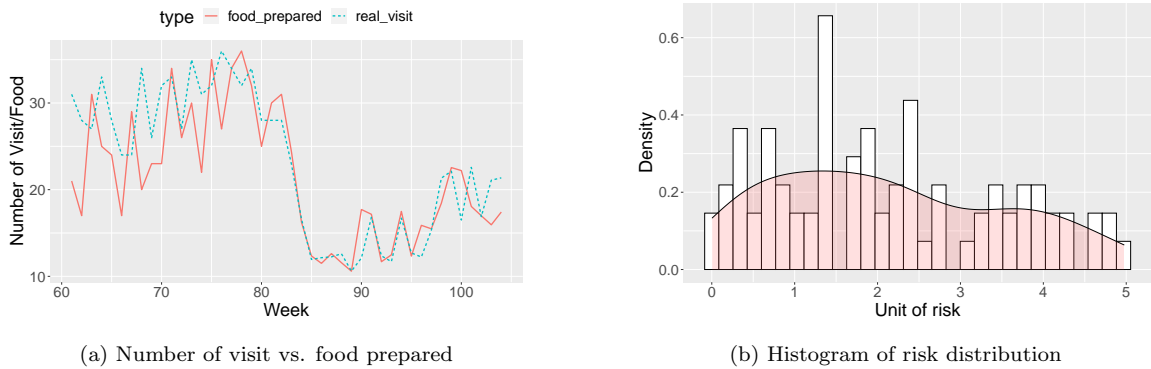 type food_prepared real_visit
Number of Visit/Food
30
20
10
60 70 80 90 100
Week
(a) Number of visit vs. food prepared
Density
0.6
0.4
0.2
0.0
0 1 2 3 4 5
Unit of risk
(b) Histogram of risk distribution